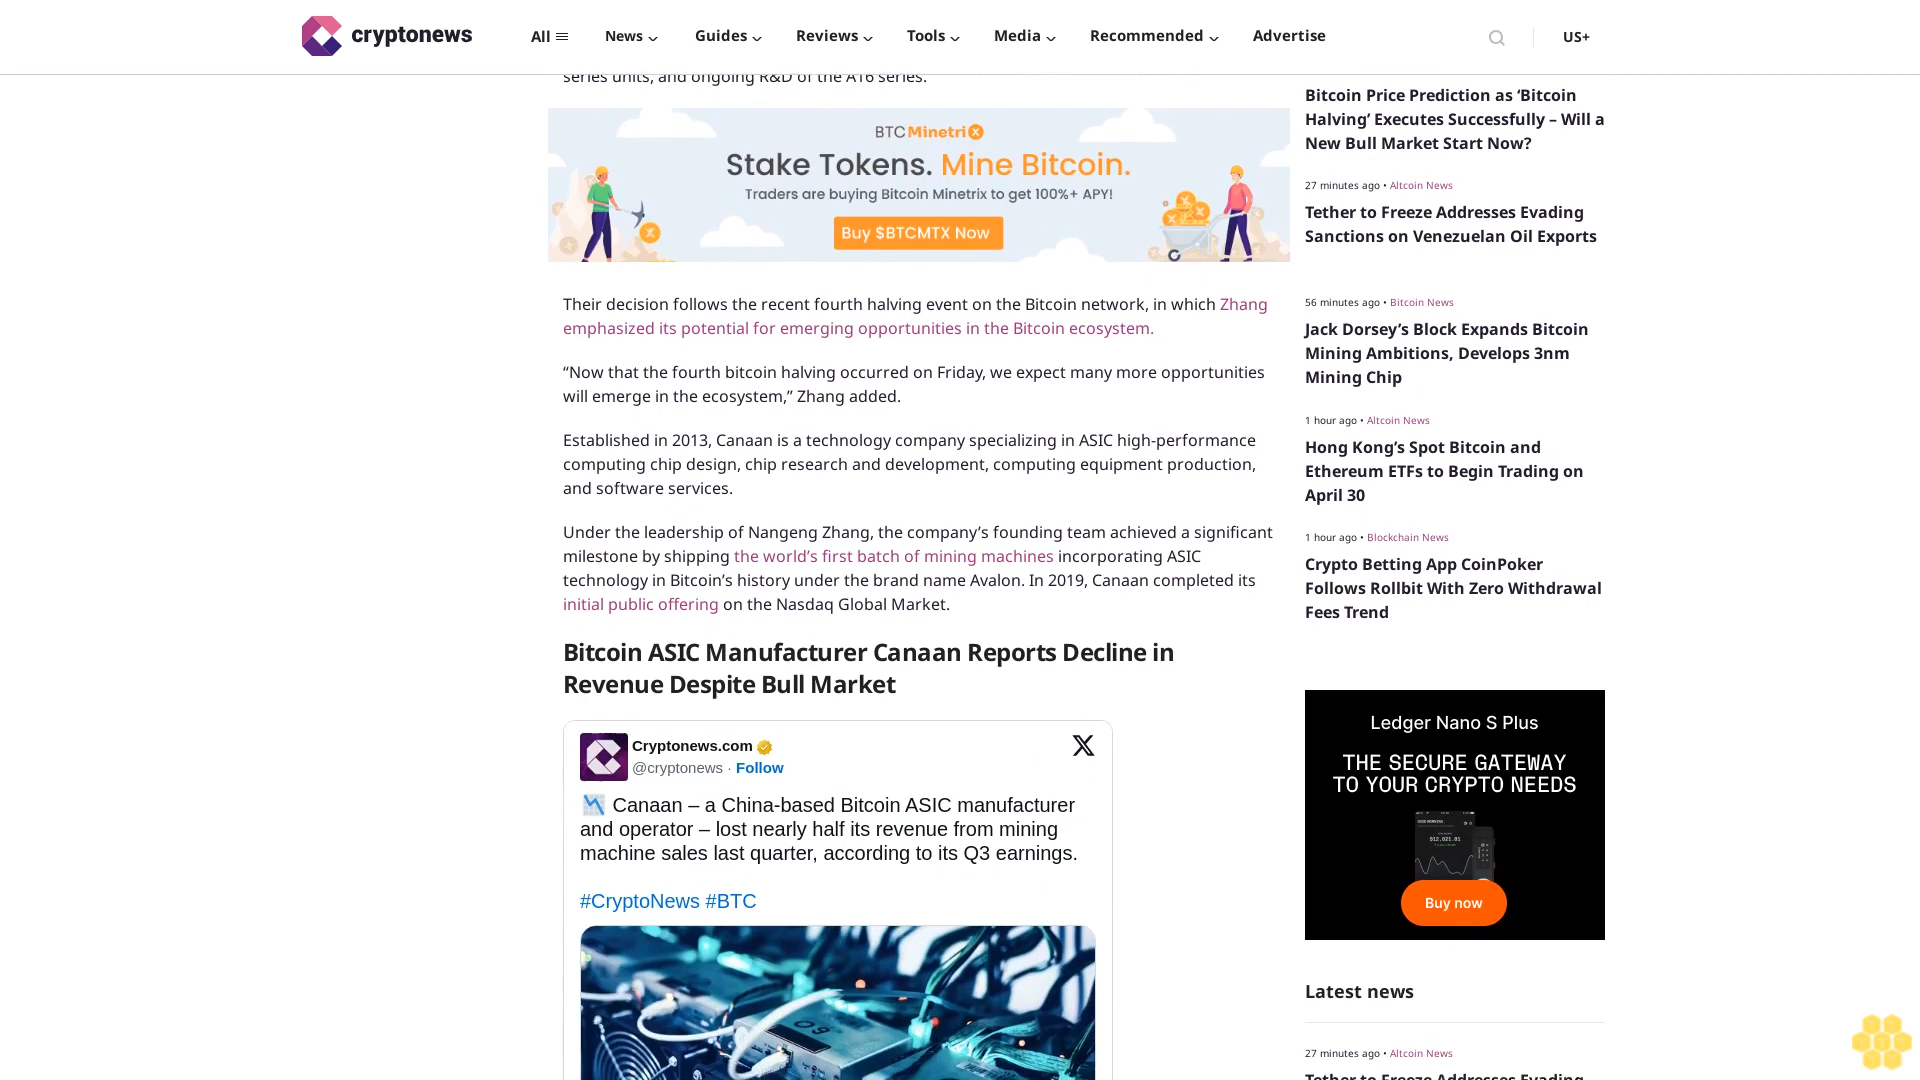 cryptonews
All
News
Guides
Reviews
Tools
Media
Recommended
Advertise
US+
series units, and ongoing R&D of the A16 series.
BTC Minetrix
Stake Tokens. Mine Bitcoin.
Traders are buying Bitcoin Minetrix to get 100%+ APY!
Buy $BTCMTX Now
Their decision follows the recent fourth halving event on the Bitcoin network, in which Zhang
emphasized its potential for emerging opportunities in the Bitcoin ecosystem.
“Now that the fourth bitcoin halving occurred on Friday, we expect many more opportunities
will emerge in the ecosystem,” Zhang added.
Established in 2013, Canaan is a technology company specializing in ASIC high-performance
computing chip design, chip research and development, computing equipment production,
and software services.
Under the leadership of Nangeng Zhang, the company’s founding team achieved a significant
milestone by shipping the world’s first batch of mining machines incorporating ASIC
technology in Bitcoin’s history under the brand name Avalon. In 2019, Canaan completed its
initial public offering on the Nasdaq Global Market.
Bitcoin ASIC Manufacturer Canaan Reports Decline in
Revenue Despite Bull Market
Cryptonews.com
@cryptonews · Follow
Canaan – a China-based Bitcoin ASIC manufacturer
and operator – lost nearly half its revenue from mining
machine sales last quarter, according to its Q3 earnings.
#CryptoNews #BTC
Bitcoin Price Prediction as ‘Bitcoin
Halving’ Executes Successfully – Will a
New Bull Market Start Now?
27 minutes ago • Altcoin News
Tether to Freeze Addresses Evading
Sanctions on Venezuelan Oil Exports
56 minutes ago • Bitcoin News
Jack Dorsey’s Block Expands Bitcoin
Mining Ambitions, Develops 3nm
Mining Chip
1 hour ago • Altcoin News
Hong Kong’s Spot Bitcoin and
Ethereum ETFs to Begin Trading on
April 30
1 hour ago • Blockchain News
Crypto Betting App CoinPoker
Follows Rollbit With Zero Withdrawal
Fees Trend
Ledger Nano S Plus
THE SECURE GATEWAY
TO YOUR CRYPTO NEEDS
Buy now
Latest news
27 minutes ago • Altcoin News
Tether to Freeze Addresses Evading